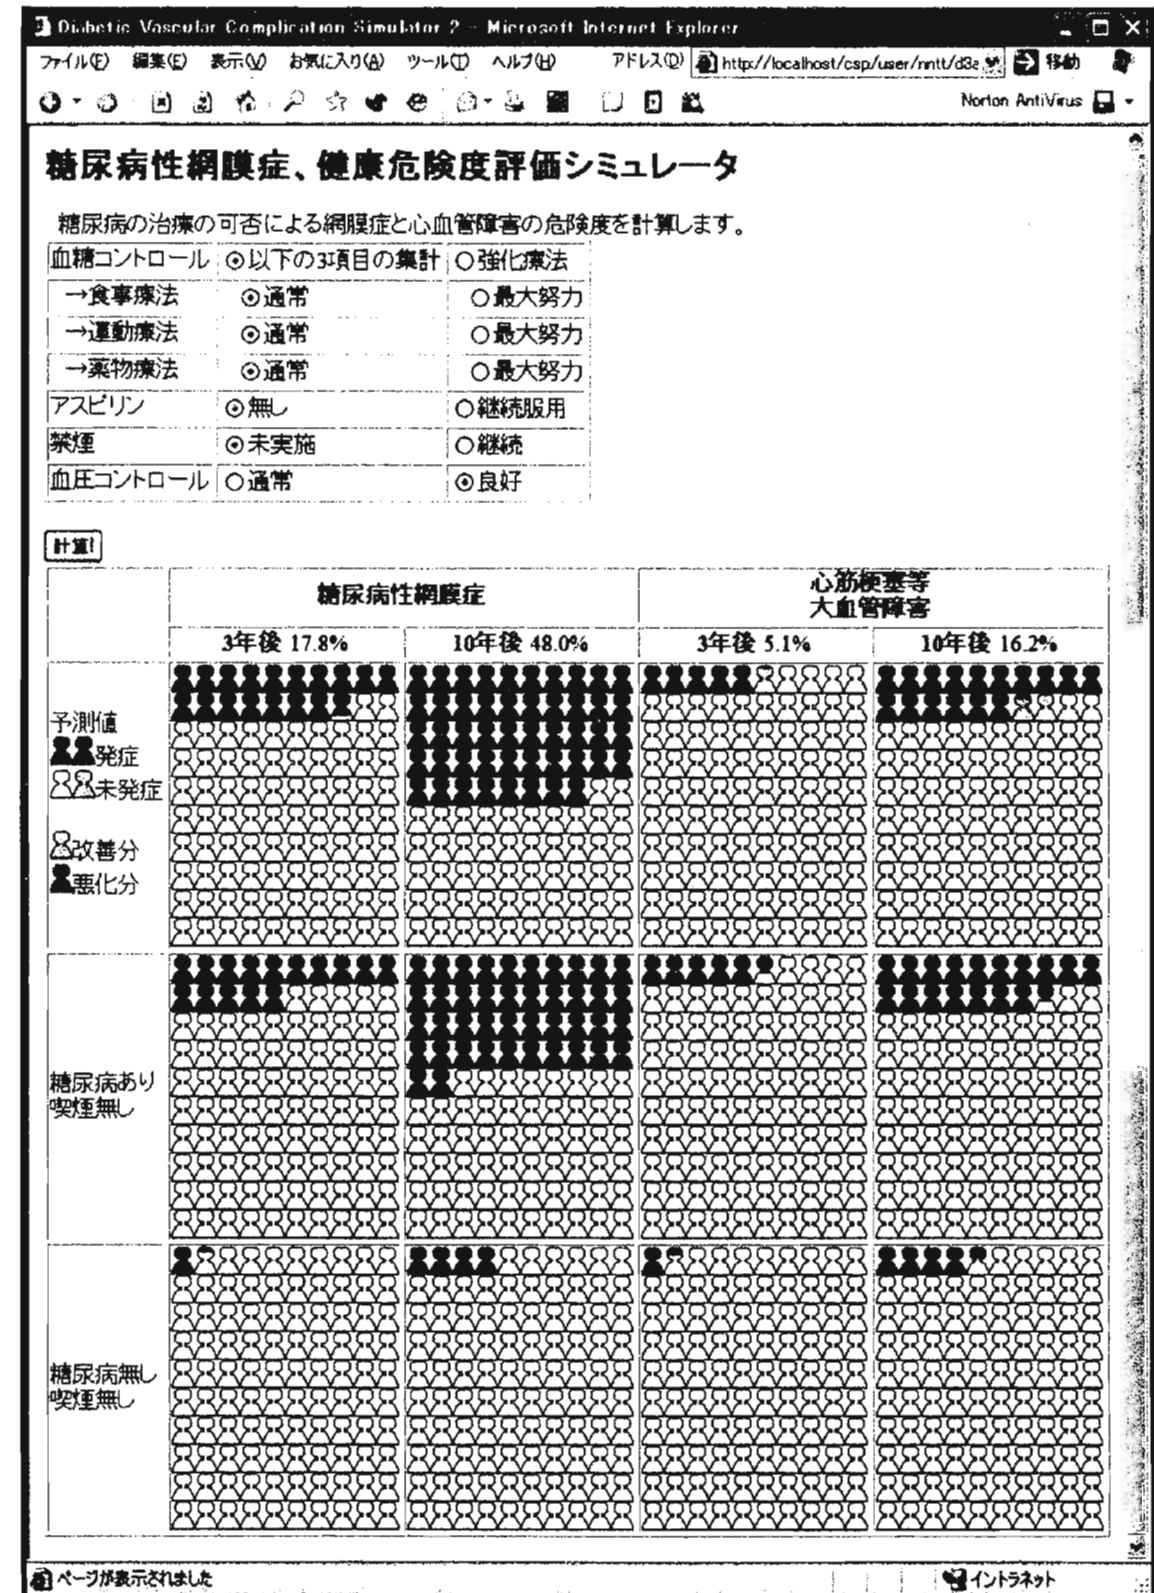 Diabetic Vascular Complication Simulator 2 - Microsoft Internet Explorer
ファイル(F) 編集(E) 表示(V) お気に入り(A) ツール(T) ヘルプ(H) アドレス(D) http://localhost/csp/user/nntt/d3a 移動
Norton AntiVirus
糖尿病性網膜症、健康危険度評価シミュレータ
糖尿病の治療の可否による網膜症と心血管障害の危険度を計算します。
血糖コントロール ⊙以下の3項目の集計 ○強化療法
→食事療法 ⊙通常 ○最大努力
→運動療法 ⊙通常 ○最大努力
→薬物療法 ⊙通常 ○最大努力
アスピリン ⊙無し ○継続服用
禁煙 ⊙未実施 ○継続
血圧コントロール ○通常 ⊙良好
計算!
糖尿病性網膜症 心筋梗塞等
大血管障害
3年後 17.8% 10年後 48.0% 3年後 5.1% 10年後 16.2%
予測値
発症
未発症
改善分
悪化分
糖尿病あり
喫煙無し
糖尿病無し
喫煙無し
ページが表示されました イントラネット